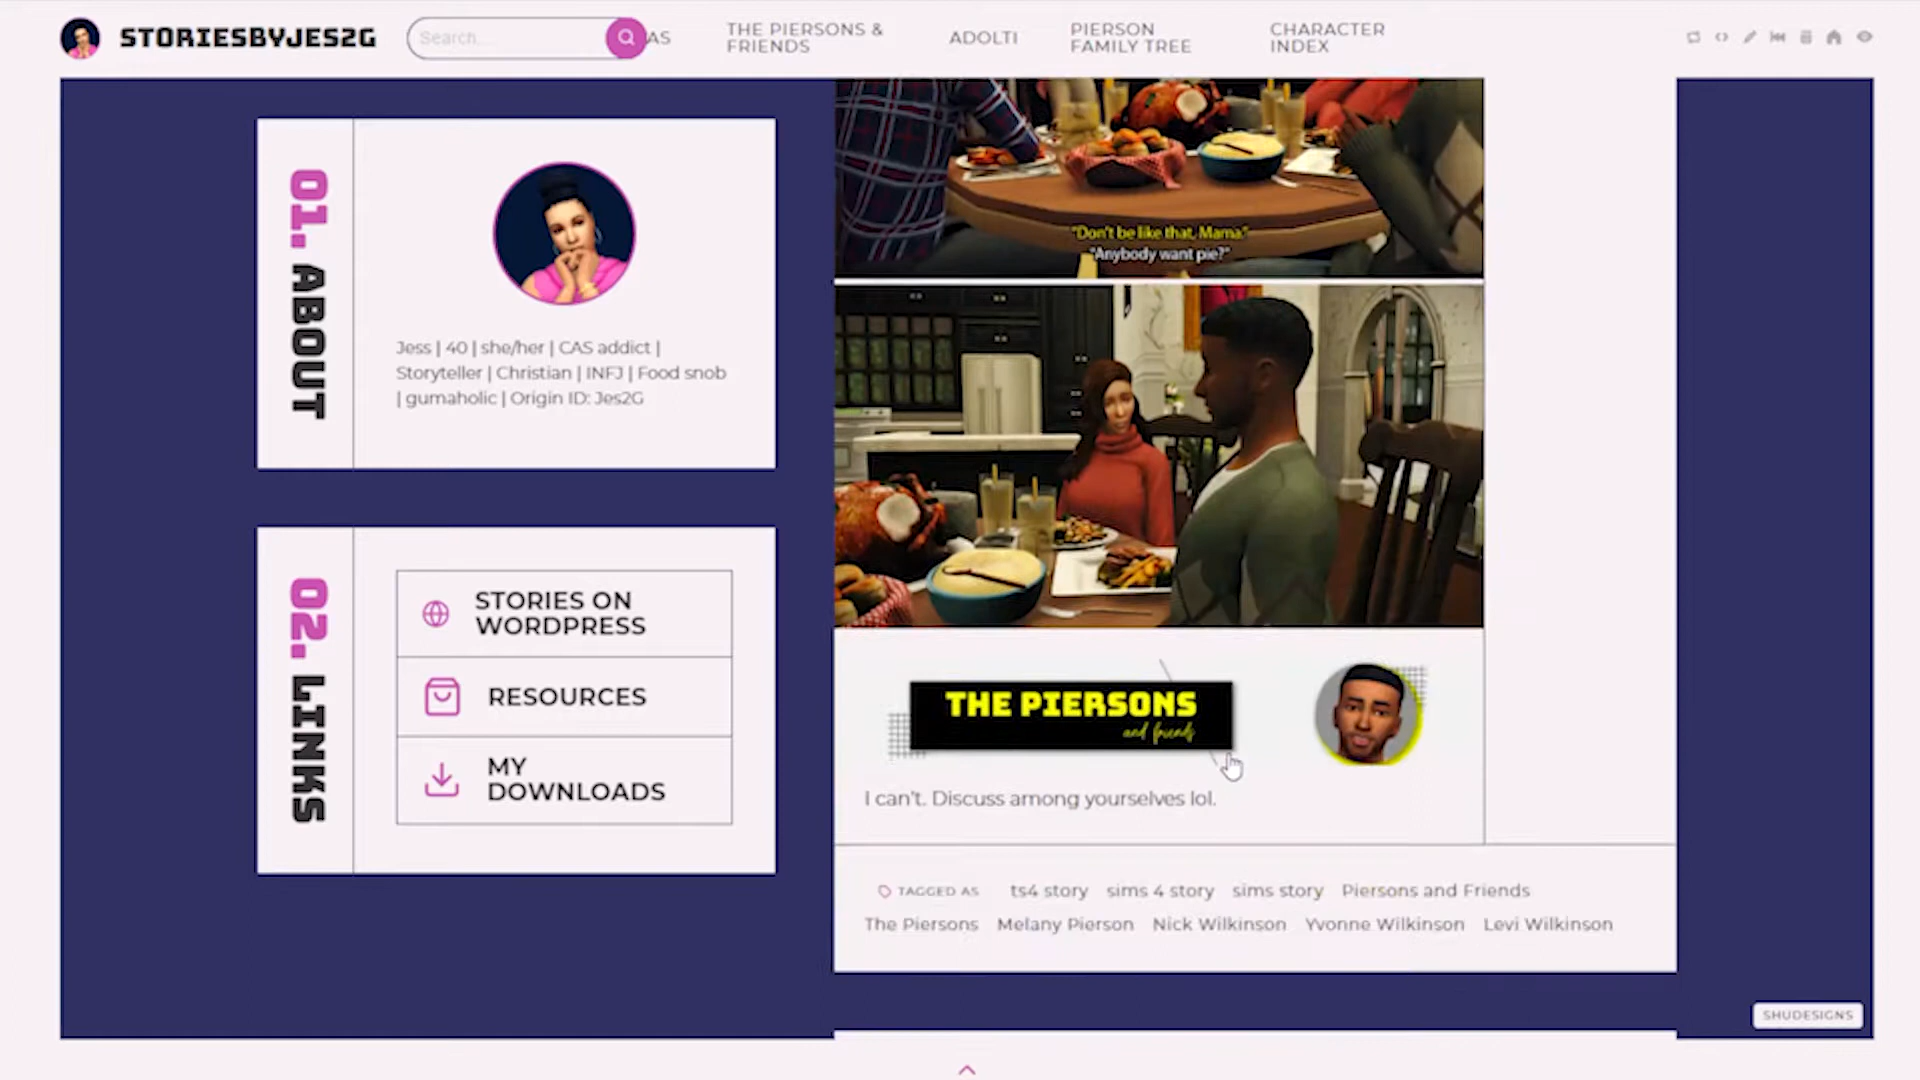 STORIESBYJES2G
Search...
AS
THE PIERSONS &
FRIENDS
ADOLTI
PIERSON
FAMILY TREE
CHARACTER
INDEX
01. ABOUT
Jess | 40 | she/her | CAS addict |
Storyteller | Christian | INFJ | Food snob
| gumaholic | Origin ID: Jes2G
02. LINKS
STORIES ON
WORDPRESS
RESOURCES
MY
DOWNLOADS
"Don't be like that, Mama."
"Anybody want pie?"
THE PIERSONS
and friends
I can't. Discuss among yourselves lol.
TAGGED AS ts4 story sims 4 story sims story Piersons and Friends
The Piersons Melany Pierson Nick Wilkinson Yvonne Wilkinson Levi Wilkinson
SHUDESIGNS